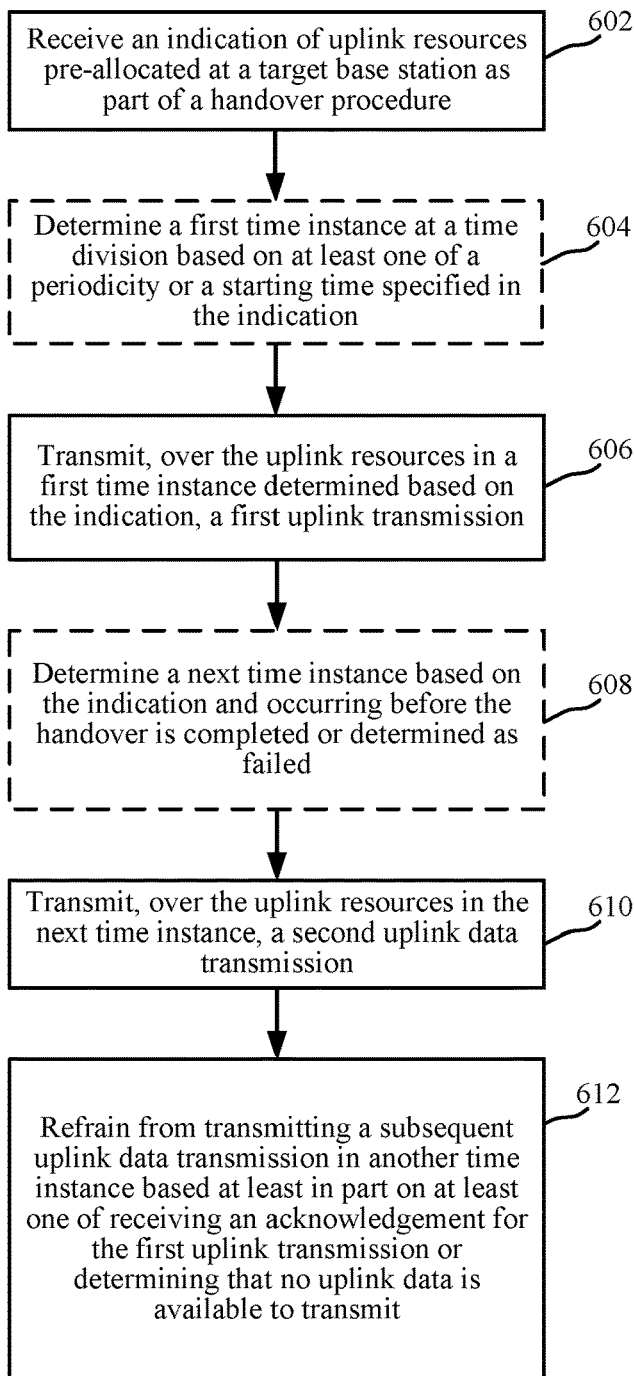 Receive an indication of uplink resources
pre-allocated at a target base station as
part of a handover procedure
602
Determine a first time instance at a time
division based on at least one of a
periodicity or a starting time specified in
the indication
604
Transmit, over the uplink resources in a
first time instance determined based on
the indication, a first uplink transmission
606
Determine a next time instance based on
the indication and occurring before the
handover is completed or determined as
failed
608
Transmit, over the uplink resources in the
next time instance, a second uplink data
transmission
610
Refrain from transmitting a subsequent
uplink data transmission in another time
instance based at least in part on at least
one of receiving an acknowledgement for
the first uplink transmission or
determining that no uplink data is
available to transmit
612